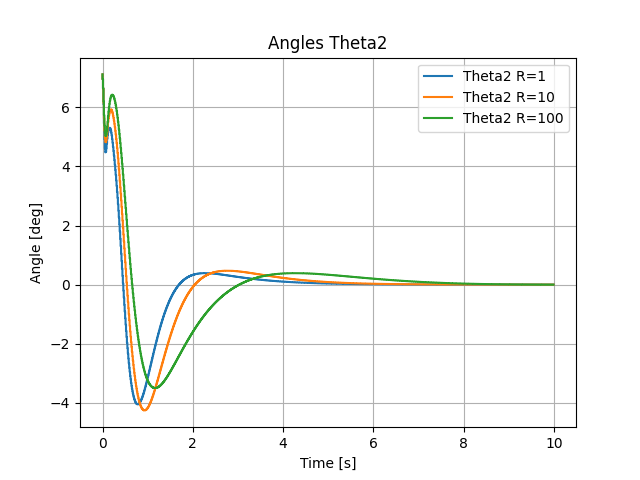 Angles Theta2
Theta2 R=1
Theta2 R=10
Theta2 R=100
6
4
2
0
−2
−4
Angle [deg]
0 2 4 6 8 10
Time [s]